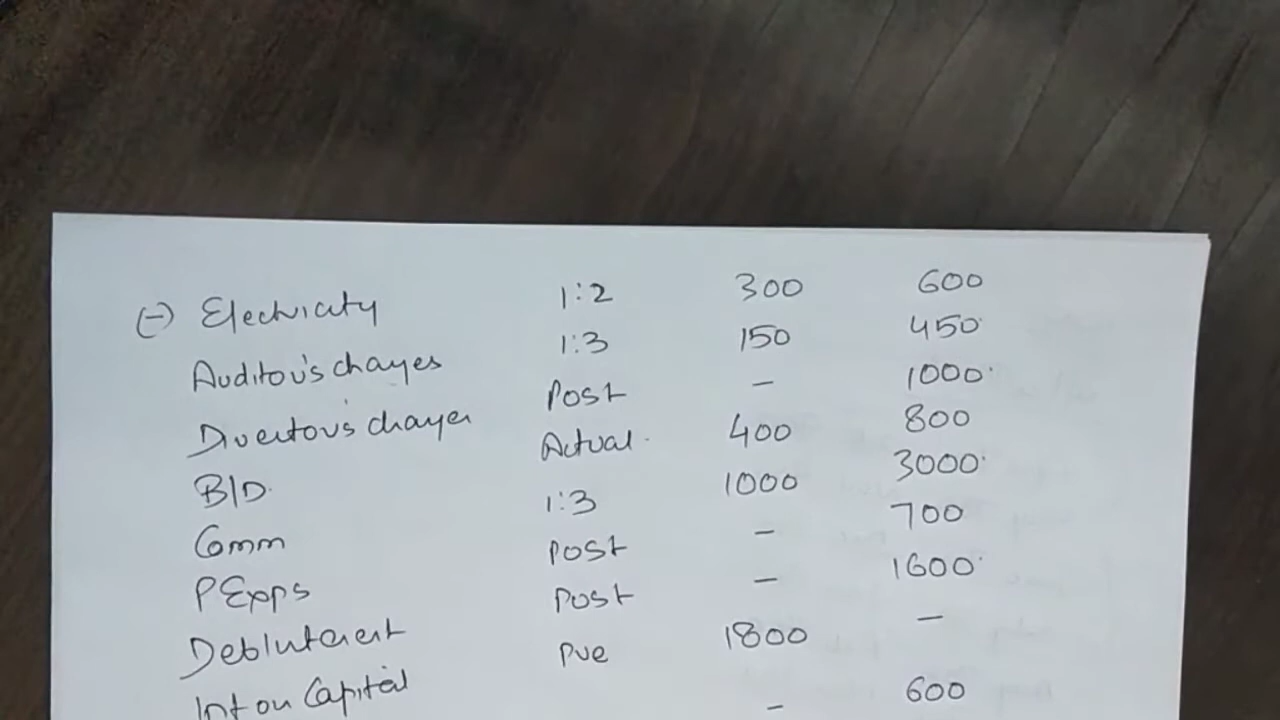 (-) Electricity 1:2 300 600
Auditor's charges 1:3 150 450
Director's charges Post - 1000
B/D. Actual. 400 800
Comm 1:3 1000 3000
P Exps Post - 700
Deb Interest Post - 1600
Int on Capital Pre 1800 -
- 600